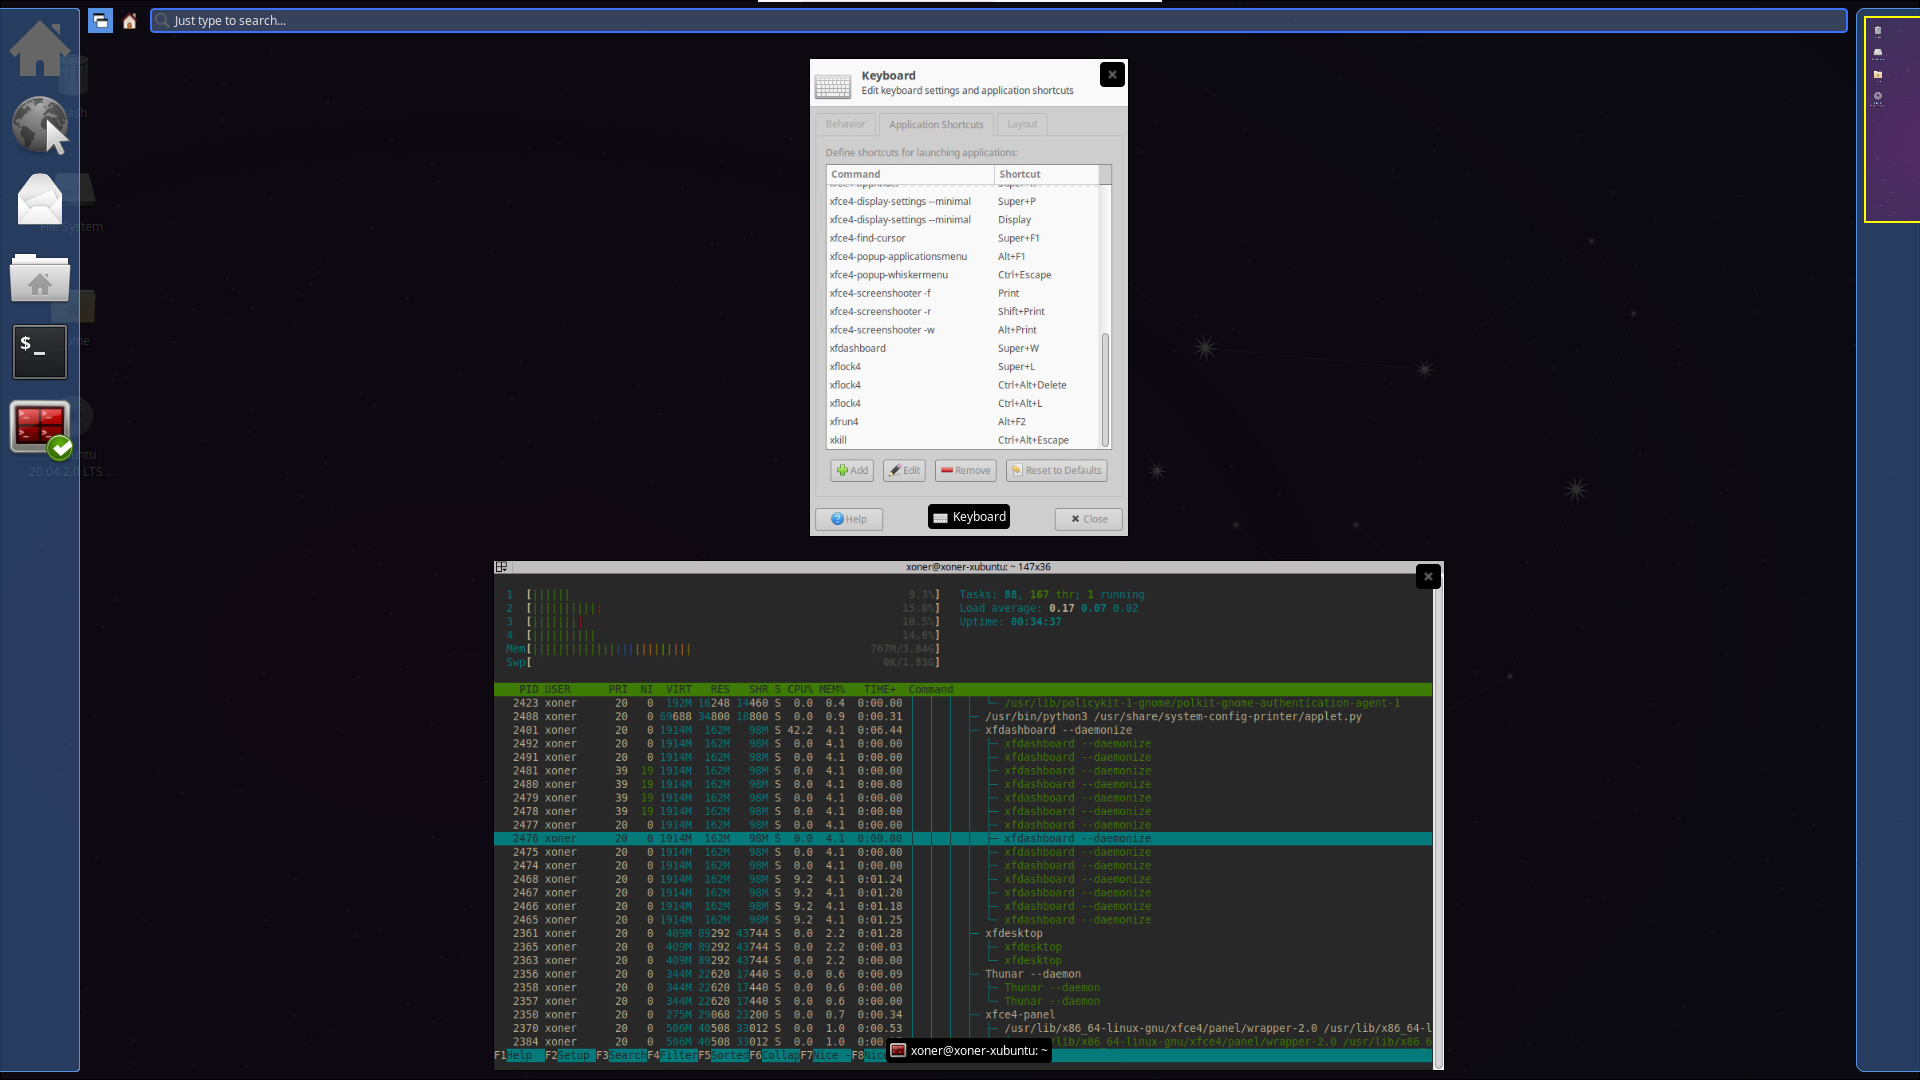 Just type to search...
ash
File System
ome
untu
20.04.2.0 LTS ...
$_
Keyboard
Edit keyboard settings and application shortcuts
Behavior Application Shortcuts Layout
Define shortcuts for launching applications:
Command Shortcut
xfce4-display-settings --minimal Super+P
xfce4-display-settings --minimal Display
xfce4-find-cursor Super+F1
xfce4-popup-applicationsmenu Alt+F1
xfce4-popup-whiskermenu Ctrl+Escape
xfce4-screenshooter -f Print
xfce4-screenshooter -r Shift+Print
xfce4-screenshooter -w Alt+Print
xfdashboard Super+W
xflock4 Super+L
xflock4 Ctrl+Alt+Delete
xflock4 Ctrl+Alt+L
xfrun4 Alt+F2
xkill Ctrl+Alt+Escape
Add Edit Remove Reset to Defaults
Help Keyboard Close
xoner@xoner-xubuntu: ~ 147x36
1 [|||||| 9.3%] Tasks: 88, 167 thr; 1 running
2 [||||||||||| 15.0%] Load average: 0.17 0.07 0.02
3 [|||||||| 10.5%] Uptime: 00:34:37
4 [|||||||||| 14.6%]
Mem[||||||||||||||||||||||||| 767M/3.84G]
Swp[ 0K/1.83G]
PID USER PRI NI VIRT RES SHR S CPU% MEM% TIME+ Command
2423 xoner 20 0 192M 16248 14460 S 0.0 0.4 0:00.00 /usr/lib/policykit-1-gnome/polkit-gnome-authentication-agent-1
2408 xoner 20 0 69688 34800 18800 S 0.0 0.9 0:00.31 /usr/bin/python3 /usr/share/system-config-printer/applet.py
2401 xoner 20 0 1914M 162M 98M S 42.2 4.1 0:06.44 xfdashboard --daemonize
2492 xoner 20 0 1914M 162M 98M S 0.0 4.1 0:00.00 xfdashboard --daemonize
2491 xoner 20 0 1914M 162M 98M S 0.0 4.1 0:00.00 xfdashboard --daemonize
2481 xoner 39 19 1914M 162M 98M S 0.0 4.1 0:00.00 xfdashboard --daemonize
2480 xoner 39 19 1914M 162M 98M S 0.0 4.1 0:00.00 xfdashboard --daemonize
2479 xoner 39 19 1914M 162M 98M S 0.0 4.1 0:00.00 xfdashboard --daemonize
2478 xoner 39 19 1914M 162M 98M S 0.0 4.1 0:00.00 xfdashboard --daemonize
2477 xoner 20 0 1914M 162M 98M S 0.0 4.1 0:00.00 xfdashboard --daemonize
2476 xoner 20 0 1914M 162M 98M S 0.0 4.1 0:00.00 xfdashboard --daemonize
2475 xoner 20 0 1914M 162M 98M S 0.0 4.1 0:00.00 xfdashboard --daemonize
2474 xoner 20 0 1914M 162M 98M S 0.0 4.1 0:00.00 xfdashboard --daemonize
2468 xoner 20 0 1914M 162M 98M S 9.2 4.1 0:01.24 xfdashboard --daemonize
2467 xoner 20 0 1914M 162M 98M S 9.2 4.1 0:01.20 xfdashboard --daemonize
2466 xoner 20 0 1914M 162M 98M S 9.2 4.1 0:01.18 xfdashboard --daemonize
2465 xoner 20 0 1914M 162M 98M S 9.2 4.1 0:01.25 xfdashboard --daemonize
2361 xoner 20 0 409M 89292 43744 S 0.0 2.2 0:01.28 xfdesktop
2365 xoner 20 0 409M 89292 43744 S 0.0 2.2 0:00.03 xfdesktop
2363 xoner 20 0 409M 89292 43744 S 0.0 2.2 0:00.00 xfdesktop
2356 xoner 20 0 344M 22620 17440 S 0.0 0.6 0:00.09 Thunar --daemon
2358 xoner 20 0 344M 22620 17440 S 0.0 0.6 0:00.00 Thunar --daemon
2357 xoner 20 0 344M 22620 17440 S 0.0 0.6 0:00.00 Thunar --daemon
2350 xoner 20 0 275M 29068 23200 S 0.0 0.7 0:00.34 xfce4-panel
2370 xoner 20 0 506M 40508 33012 S 0.0 1.0 0:00.53 /usr/lib/x86_64-linux-gnu/xfce4/panel/wrapper-2.0 /usr/lib/x86_64-l
2384 xoner 20 0 506M 40508 33012 S 0.0 1.0 0:00 lib/x86_64-linux-gnu/xfce4/panel/wrapper-2.0 /usr/lib/x86_6
F1Help F2Setup F3SearchF4FilterF5SortedF6CollapF7Nice -F8Nic
xoner@xoner-xubuntu: ~